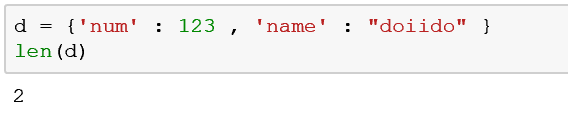 d = {'num' : 123 , 'name' : "doiido" }
len(d)
2